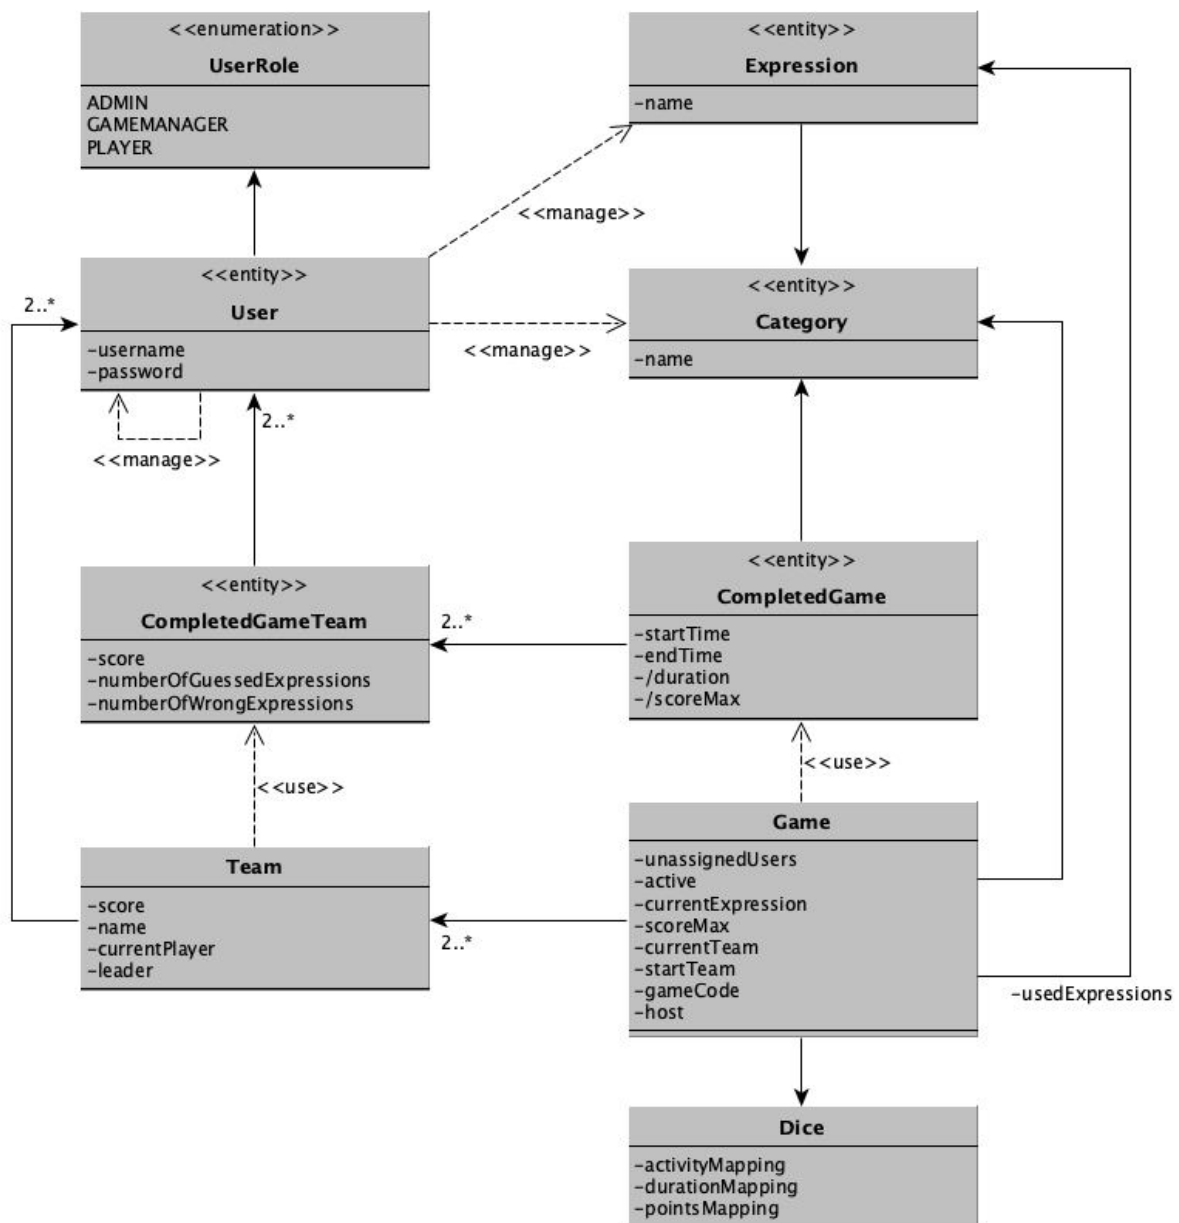 <<enumeration>>
UserRole
ADMIN
GAMEMANAGER
PLAYER
<<entity>>
Expression
-name
<<manage>>
<<entity>>
User
-username
-password
2..*
<<manage>>
<<entity>>
Category
-name
<<manage>>
2..*
<<entity>>
CompletedGameTeam
-score
-numberOfGuessedExpressions
-numberOfWrongExpressions
2..*
<<entity>>
CompletedGame
-startTime
-endTime
-/duration
-/scoreMax
<<use>>
<<use>>
Team
-score
-name
-currentPlayer
-leader
2..*
Game
-unassignedUsers
-active
-currentExpression
-scoreMax
-currentTeam
-startTeam
-gameCode
-host
-usedExpressions
Dice
-activityMapping
-durationMapping
-pointsMapping